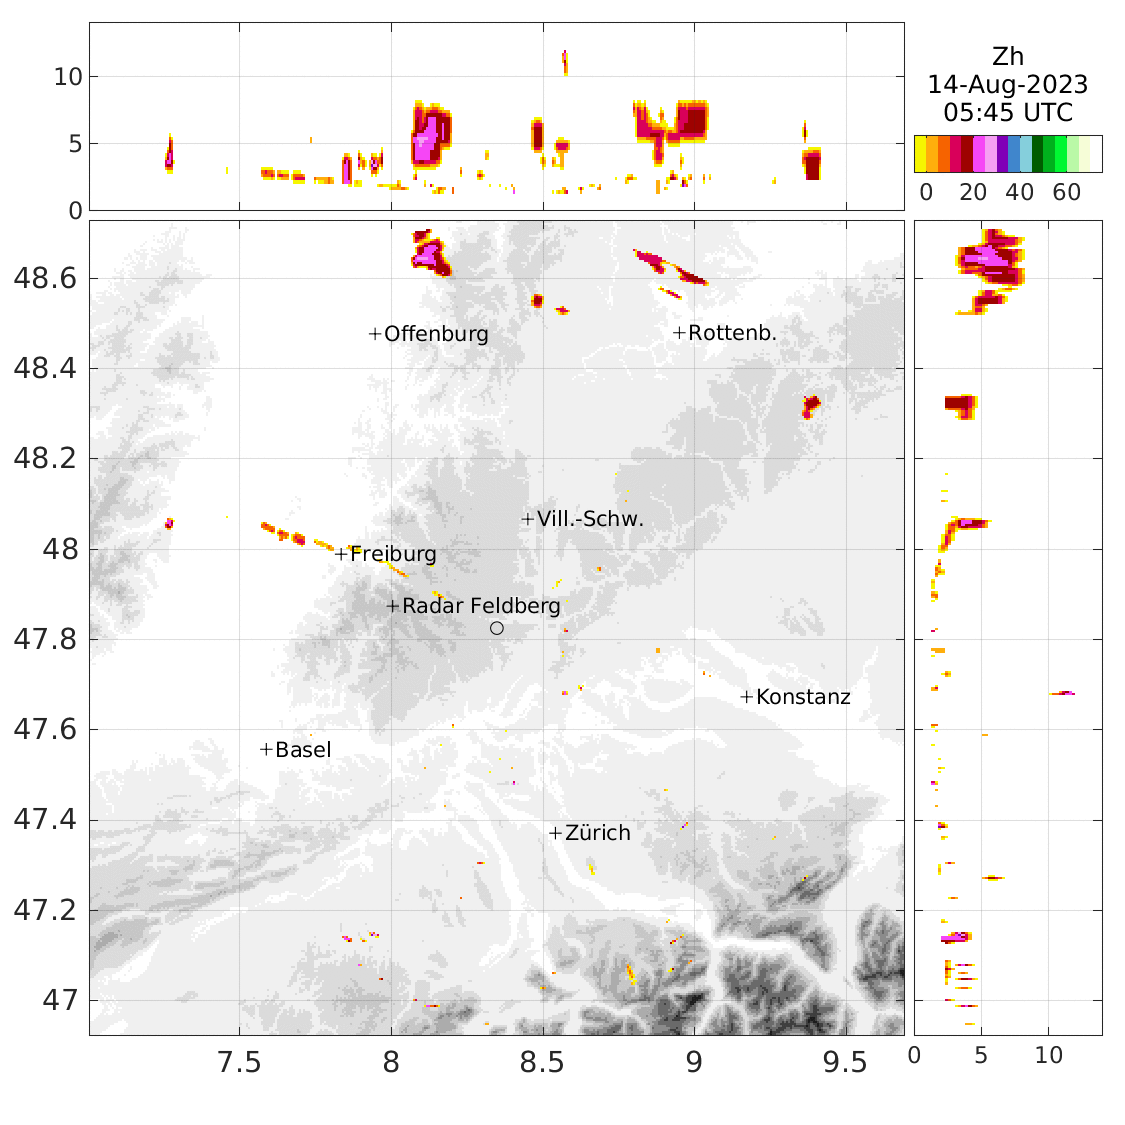 10
5
0
Zh
14-Aug-2023
05:45 UTC
0 20 40 60
48.6
48.4
48.2
48
47.8
47.6
47.4
47.2
47
Offenburg
Rottenb.
Vill.-Schw.
Freiburg
Radar Feldberg
Konstanz
Basel
Zürich
7.5 8 8.5 9 9.5
0 5 10